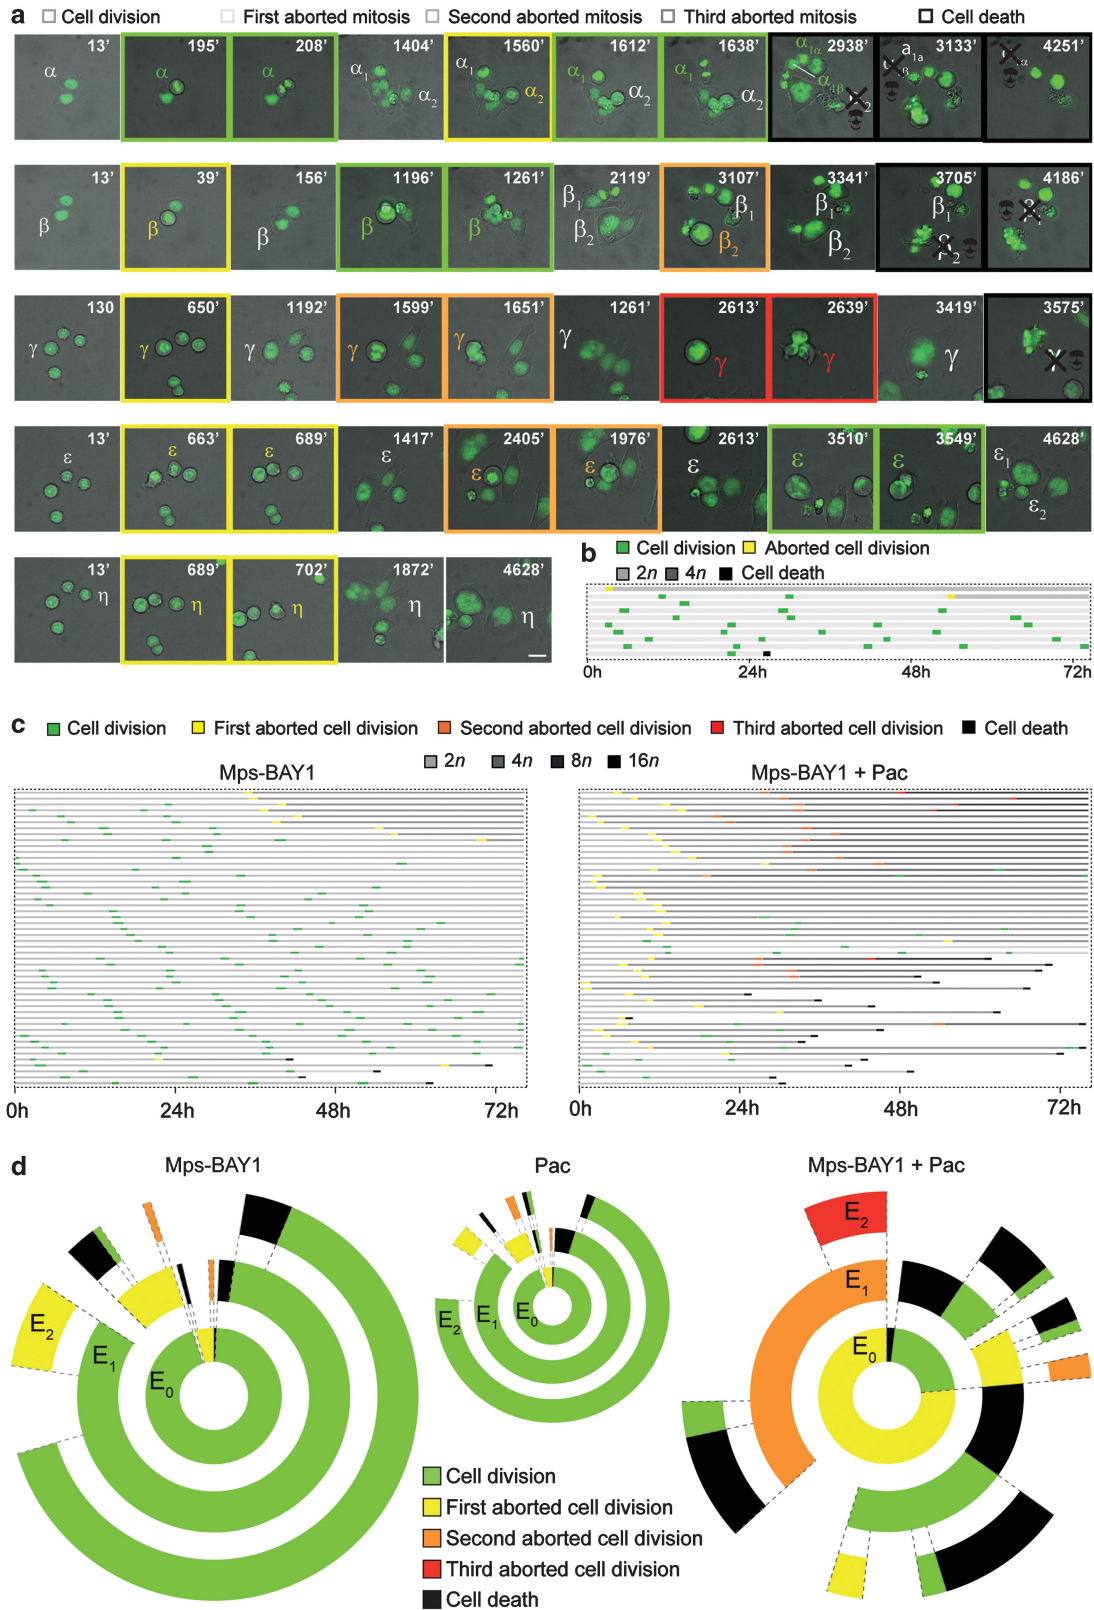 a Cell division First aborted mitosis Second aborted mitosis Third aborted mitosis Cell death
13’ 195’ 208’ 1404’ 1560’ 1612’ 1638’ 2938’ 3133’ 4251’
α α α α1 α2 α1 α2 α1 α2 α1 α2 α1α α1β a1a
13’ 39’ 156’ 1196’ 1261’ 2119’ 3107’ 3341’ 3705’ 4186’
β β β β β β1 β2 β1 β2 β1 β2 β1 β2
130 650’ 1192’ 1599’ 1651’ 1261’ 2613’ 2639’ 3419’ 3575’
γ γ γ γ γ γ γ γ γ γ
13’ 663’ 689’ 1417’ 2405’ 1976’ 2613’ 3510’ 3549’ 4628’
ε ε ε ε ε ε ε ε ε ε1 ε2
13’ 689’ 702’ 1872’ 4628’
η η η η η
b Cell division Aborted cell division
2n 4n Cell death
0h 24h 48h 72h
c Cell division First aborted cell division Second aborted cell division Third aborted cell division Cell death
2n 4n 8n 16n
Mps-BAY1 Mps-BAY1 + Pac
0h 24h 48h 72h 0h 24h 48h 72h
d Mps-BAY1 Pac Mps-BAY1 + Pac
E2 E1 E0
E2 E1 E0
E2 E1 E0
Cell division
First aborted cell division
Second aborted cell division
Third aborted cell division
Cell death